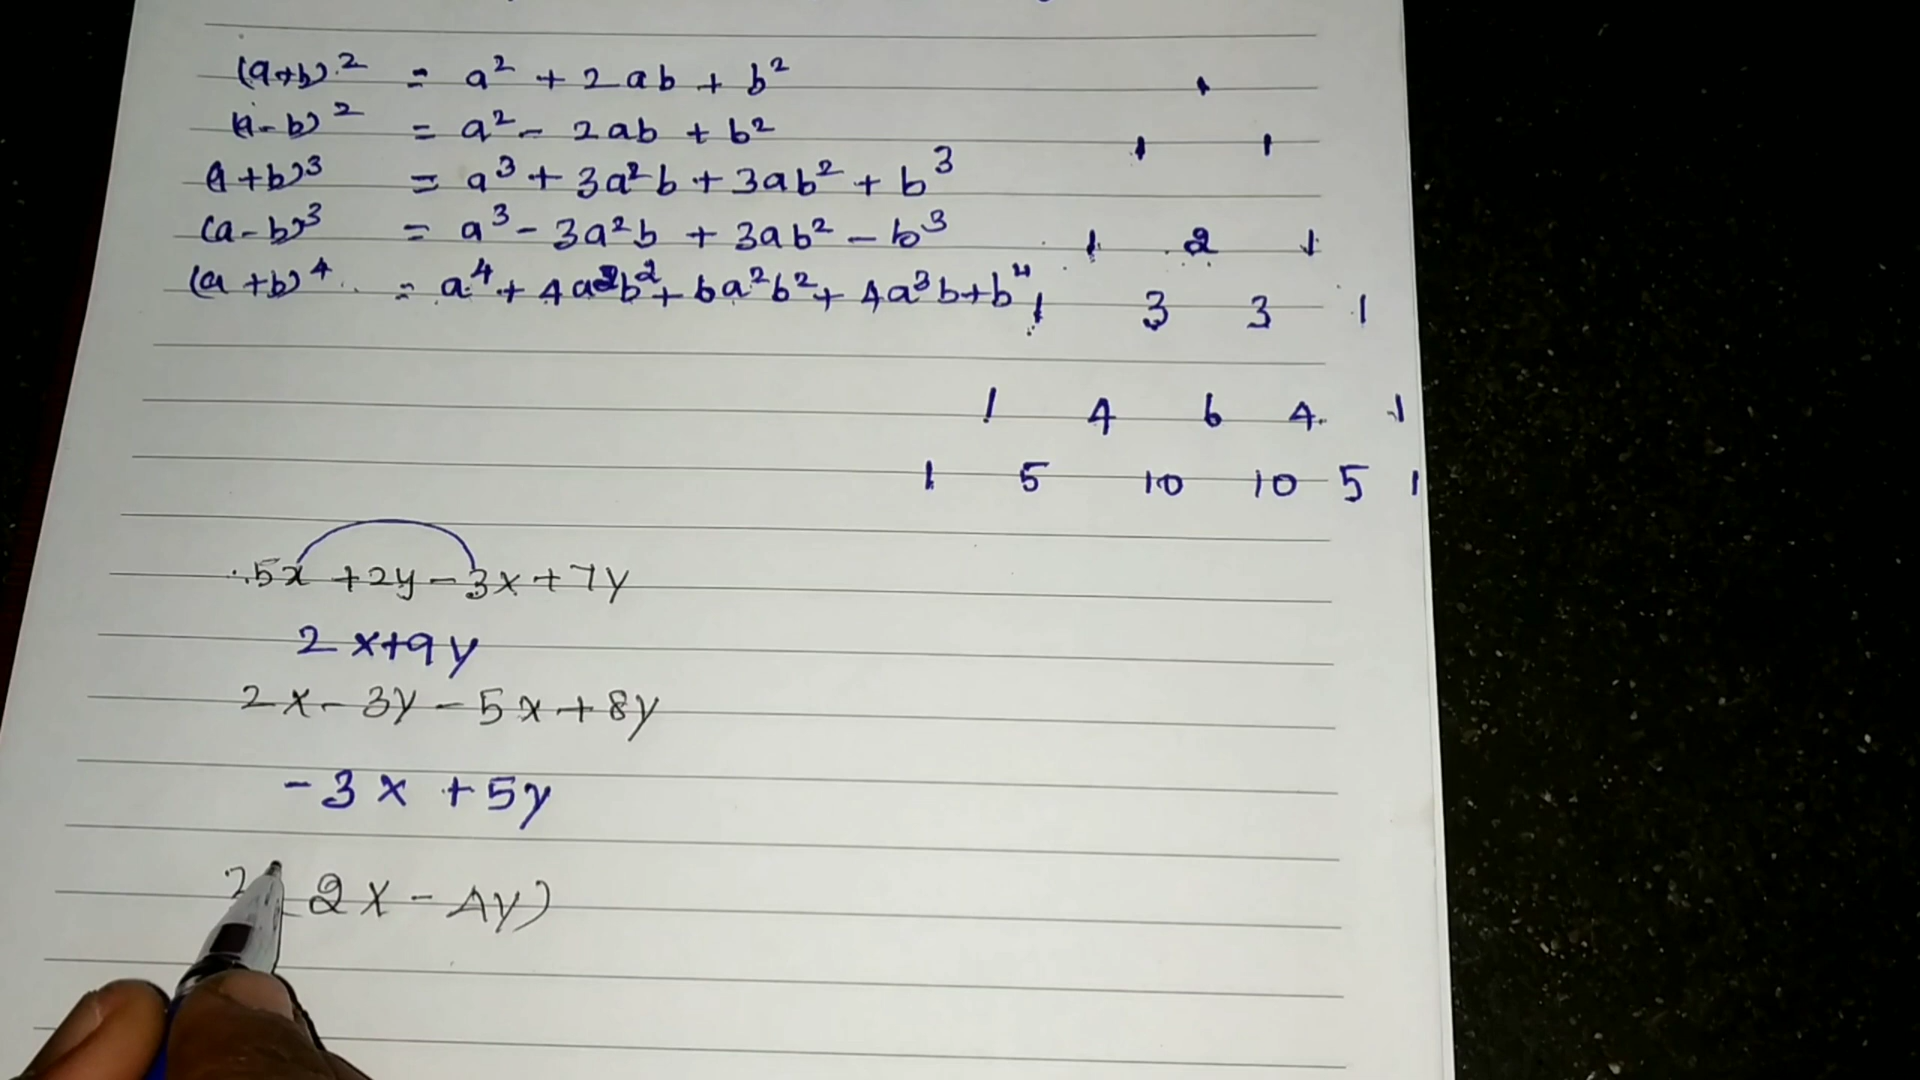 (a+b)² = a² + 2ab + b²
(a-b)² = a² - 2ab + b²
(a+b)³ = a³ + 3a²b + 3ab² + b³
(a-b)³ = a³ - 3a²b + 3ab² - b³
(a+b)⁴ = a⁴ + 4a²b² + 6a²b² + 4a³b + b⁴
1
1 1
1 2 1
1 3 3 1
1 4 6 4 1
1 5 10 10 5 1
5x + 2y - 3x + 7y
2x+9y
2x - 3y - 5x + 8y
-3x + 5y
2x - 4y)